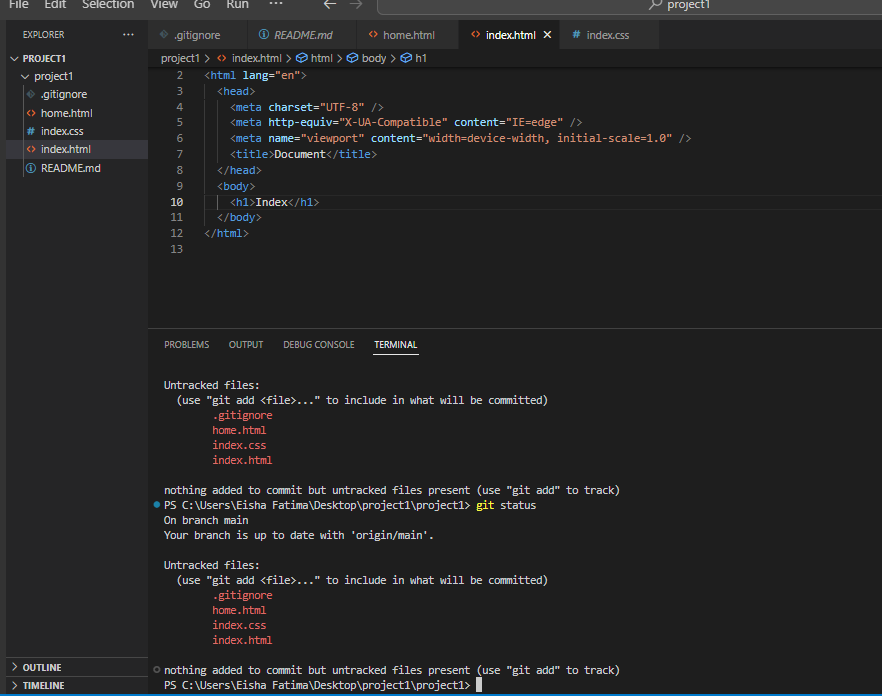 File Edit Selection View Go Run ··· project1
EXPLORER ···
PROJECT1
project1
.gitignore
home.html
index.css
index.html
README.md
OUTLINE
TIMELINE
.gitignore README.md home.html index.html index.css
project1 > index.html > html > body > h1
2 <html lang="en">
3 <head>
4 <meta charset="UTF-8" />
5 <meta http-equiv="X-UA-Compatible" content="IE=edge" />
6 <meta name="viewport" content="width=device-width, initial-scale=1.0" />
7 <title>Document</title>
8 </head>
9 <body>
10 <h1>Index</h1>
11 </body>
12 </html>
13
PROBLEMS OUTPUT DEBUG CONSOLE TERMINAL
Untracked files:
(use "git add <file>..." to include in what will be committed)
.gitignore
home.html
index.css
index.html
nothing added to commit but untracked files present (use "git add" to track)
PS C:\Users\Eisha Fatima\Desktop\project1\project1> git status
On branch main
Your branch is up to date with 'origin/main'.
Untracked files:
(use "git add <file>..." to include in what will be committed)
.gitignore
home.html
index.css
index.html
nothing added to commit but untracked files present (use "git add" to track)
PS C:\Users\Eisha Fatima\Desktop\project1\project1>